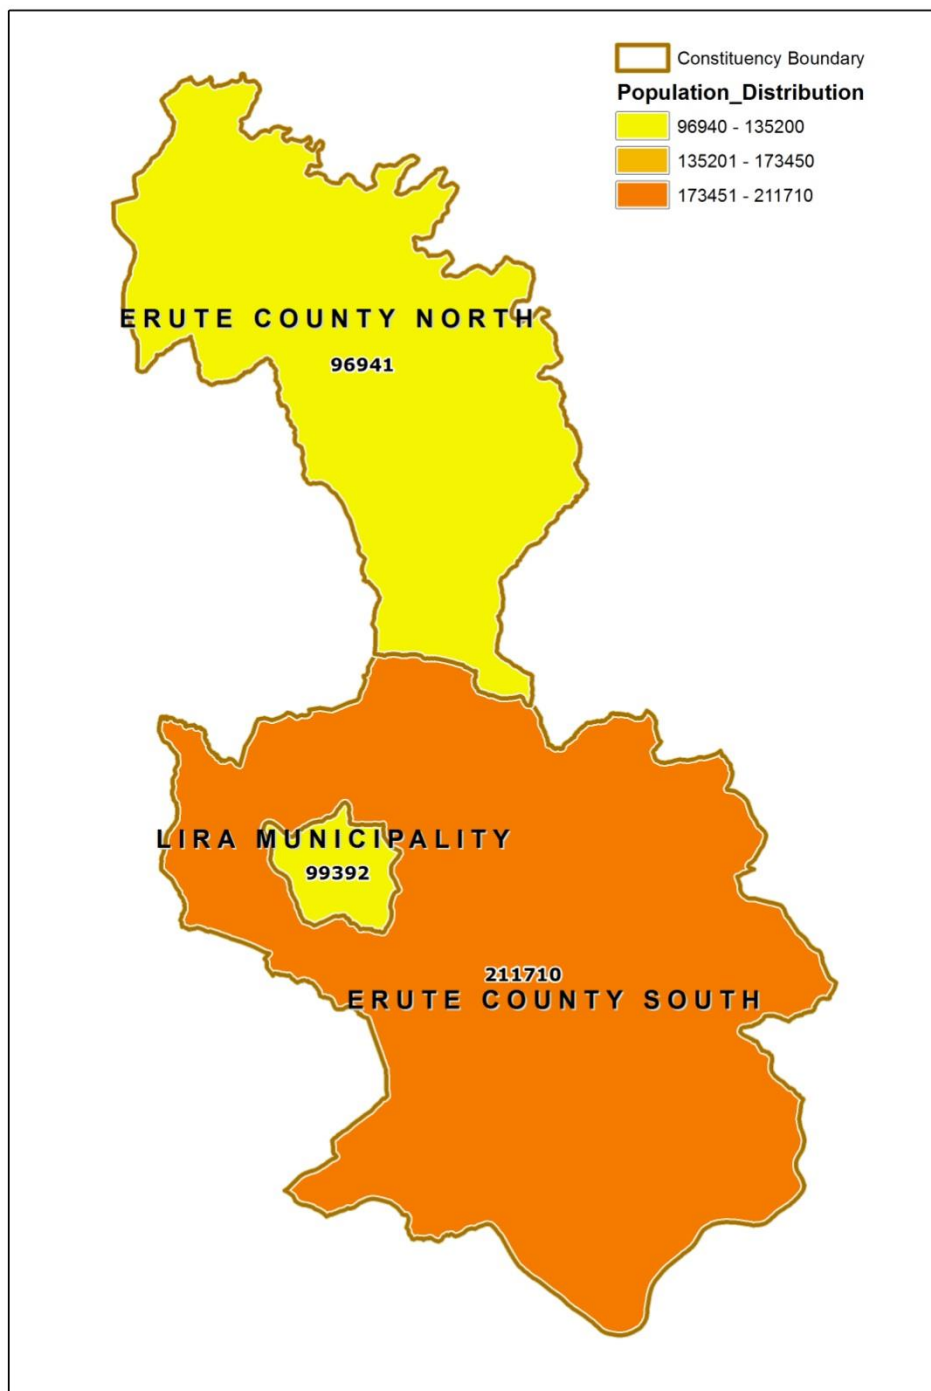 Constituency Boundary
Population_Distribution
96940 - 135200
135201 - 173450
173451 - 211710
ERUTE COUNTY NORTH
96941
LIRA MUNICIPALITY
99392
211710
ERUTE COUNTY SOUTH